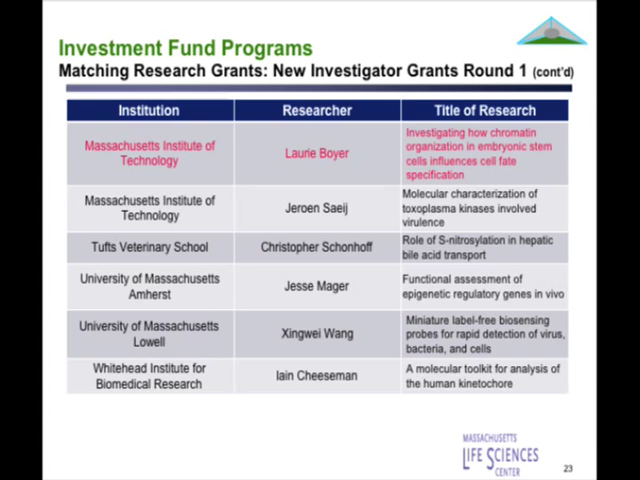 Investment Fund Programs
Matching Research Grants: New Investigator Grants Round 1 (cont'd)
Institution
Researcher
Title of Research
Massachusetts Institute of
Technology
Laurie Boyer
Investigating how chromatin
organization in embryonic stem
cells influences cell fate
specification
Massachusetts Institute of
Technology
Jeroen Saeij
Molecular characterization of
toxoplasma kinases involved
virulence
Tufts Veterinary School
Christopher Schonhoff
Role of S-nitrosylation in hepatic
bile acid transport
University of Massachusetts
Amherst
Jesse Mager
Functional assessment of
epigenetic regulatory genes in vivo
University of Massachusetts
Lowell
Xingwei Wang
Miniature label-free biosensing
probes for rapid detection of virus,
bacteria, and cells
Whitehead Institute for
Biomedical Research
Iain Cheeseman
A molecular toolkit for analysis of
the human kinetochore
MASSACHUSETTS
LIFE SCIENCES
CENTER
23